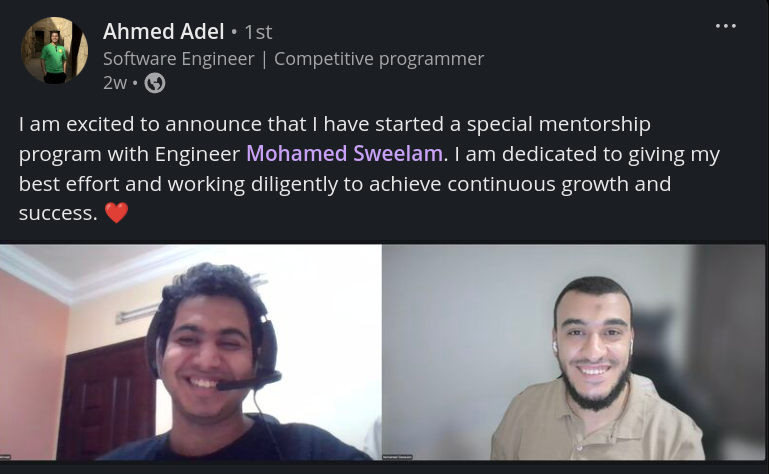 Ahmed Adel • 1st
Software Engineer | Competitive programmer
2w •
I am excited to announce that I have started a special mentorship
program with Engineer Mohamed Sweelam. I am dedicated to giving my
best effort and working diligently to achieve continuous growth and
success. ❤️